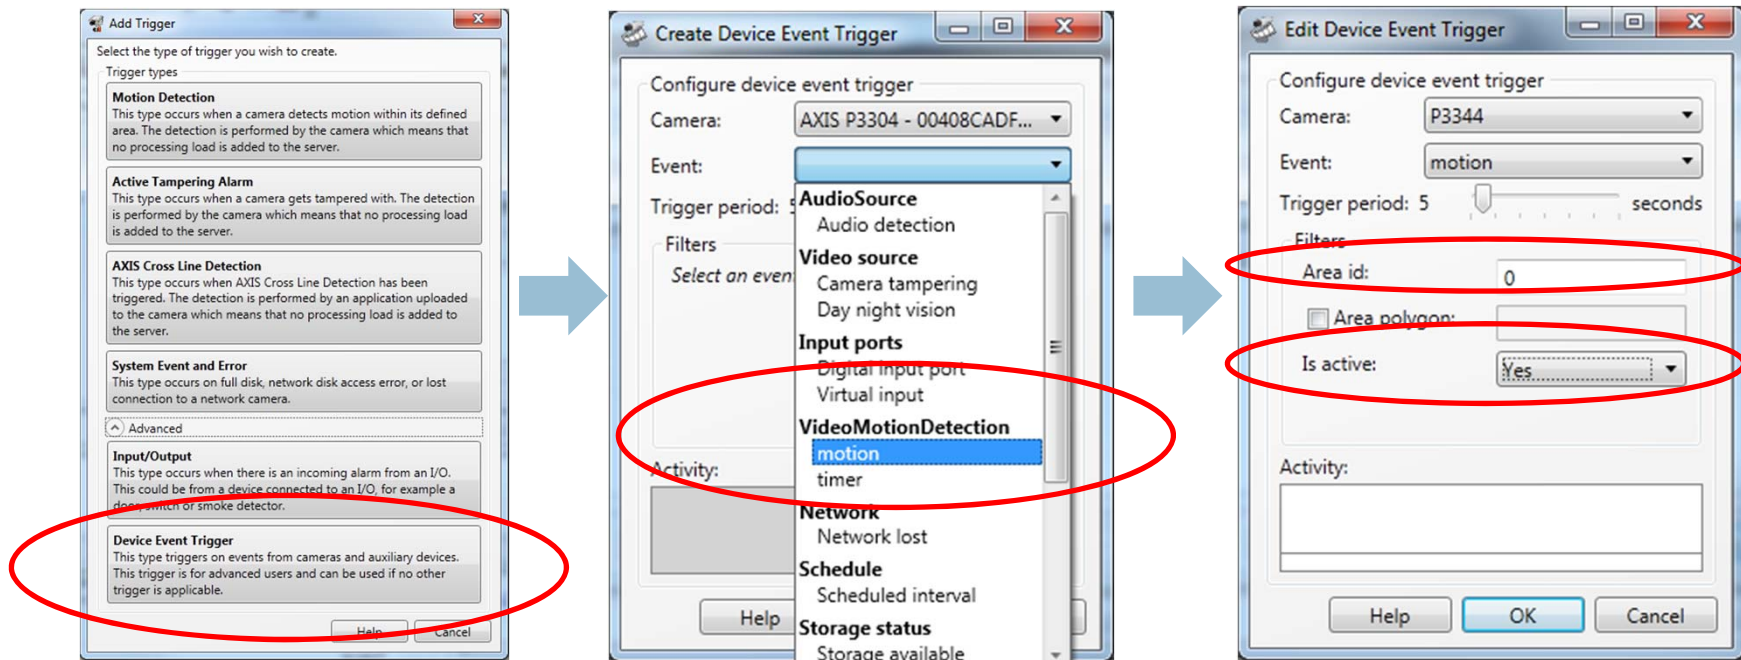 Add Trigger
Select the type of trigger you wish to create.
Trigger types
Motion Detection
This type occurs when a camera detects motion within its defined
area. The detection is performed by the camera which means that
no processing load is added to the server.
Active Tampering Alarm
This type occurs when a camera gets tampered with. The detection
is performed by the camera which means that no processing load
is added to the server.
AXIS Cross Line Detection
This type occurs when AXIS Cross Line Detection has been
triggered. The detection is performed by an application uploaded
to the camera which means that no processing load is added to
the server.
System Event and Error
This type occurs on full disk, network disk access error, or lost
connection to a network camera.
Advanced
Input/Output
This type occurs when there is an incoming alarm from an I/O.
This could be from a device connected to an I/O, for example a
door, switch or smoke detector.
Device Event Trigger
This type triggers on events from cameras and auxiliary devices.
This trigger is for advanced users and can be used if no other
trigger is applicable.
Help Cancel
Create Device Event Trigger
Configure device event trigger
Camera: AXIS P3304 - 00408CADF...
Event:
Trigger period: 5
Filters
Select an even
Activity:
Help
AudioSource
Audio detection
Video source
Camera tampering
Day night vision
Input ports
Digital input port
Virtual input
VideoMotionDetection
motion
timer
Network
Network lost
Schedule
Scheduled interval
Storage status
Storage available
Edit Device Event Trigger
Configure device event trigger
Camera: P3344
Event: motion
Trigger period: 5 seconds
Filters
Area id: 0
Area polygon:
Is active: Yes
Activity:
Help OK Cancel